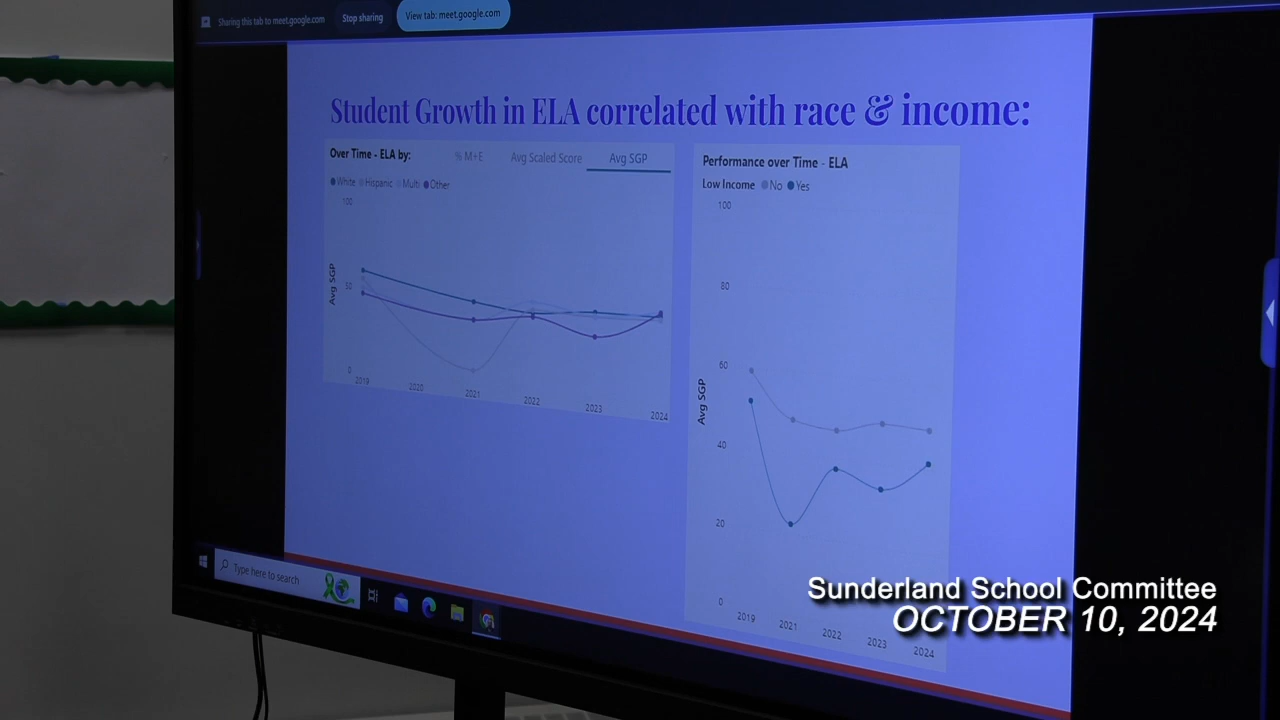 Sharing this tab to meet.google.com
Stop sharing
View tab: meet.google.com
Student Growth in ELA correlated with race & income:
Over Time - ELA by:
% M+E
Avg Scaled Score
Avg SGP
White
Hispanic
Multi
Other
100
50
0
Avg SGP
2019
2020
2021
2022
2023
2024
Performance over Time - ELA
Low Income
No
Yes
100
80
60
40
20
0
Avg SGP
2019
2021
2022
2023
2024
Type here to search
Sunderland School Committee
OCTOBER 10, 2024